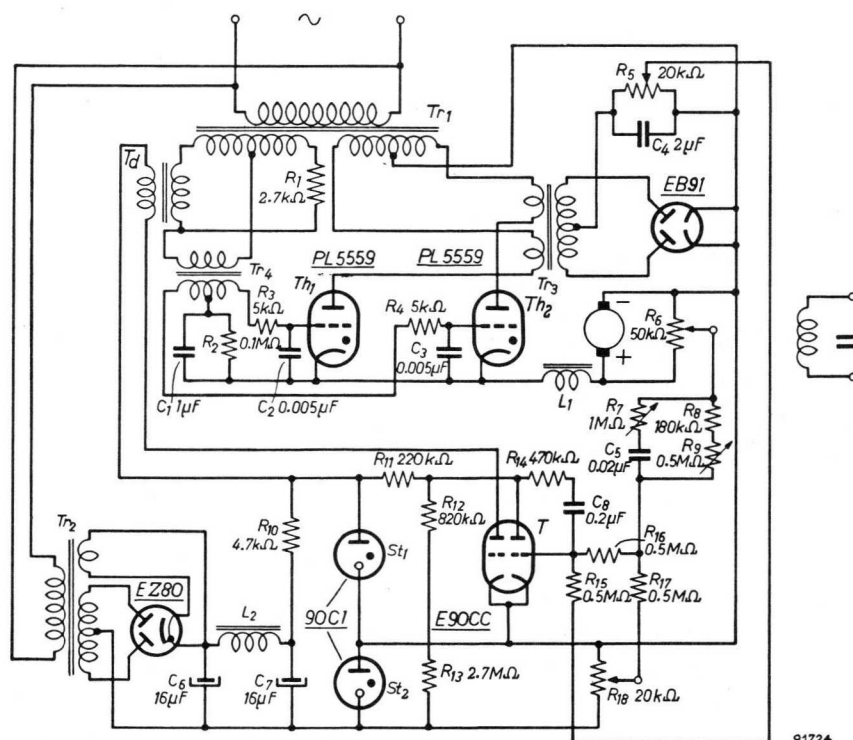 ∼
R5
20kΩ
Tr1
C4 2μF
Td
R1
2.7kΩ
EB91
PL5559
PL5559
Tr4
Th1
Tr3
Th2
R3
5kΩ
R4 5kΩ
−
R6
50kΩ
R2
0.1MΩ
C3
0.005μF
+
C1 1μF
C2 0.005μF
L1
R7
1MΩ
R8
180kΩ
C5
0.02μF
R9
0.5MΩ
R11 220kΩ
R14 470kΩ
R12
820kΩ
C8
0.2μF
Tr2
R10
4.7kΩ
T
R16
0.5MΩ
St1
EZ80
R15
0.5MΩ
R17
0.5MΩ
L2
90C1
E90CC
C6
16μF
C7
16μF
St2
R13 2.7MΩ
R18 20kΩ
91724